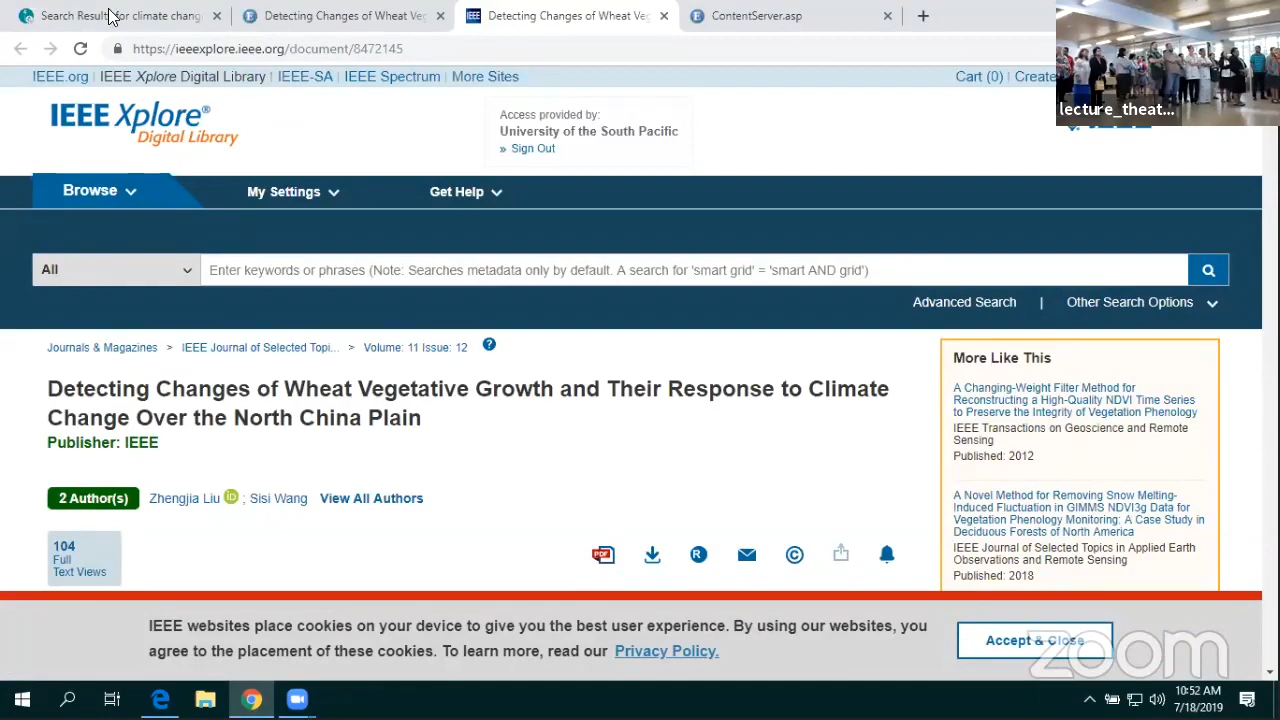 Search Results for climate chang
Detecting Changes of Wheat Veg
Detecting Changes of Wheat Veg
ContentServer.asp
https://ieeexplore.ieee.org/document/8472145
IEEE.org | IEEE Xplore Digital Library | IEEE-SA | IEEE Spectrum | More Sites
Cart (0) | Create
lecture_theat...
IEEE Xplore®
Digital Library
Access provided by:
University of the South Pacific
» Sign Out
IEEE
Browse
My Settings
Get Help
All
Enter keywords or phrases (Note: Searches metadata only by default. A search for 'smart grid' = 'smart AND grid')
Advanced Search | Other Search Options
Journals & Magazines > IEEE Journal of Selected Topi... > Volume: 11 Issue: 12
Detecting Changes of Wheat Vegetative Growth and Their Response to Climate
Change Over the North China Plain
Publisher: IEEE
2 Author(s) Zhengjia Liu iD ; Sisi Wang View All Authors
104
Full
Text Views
PDF
R
©
More Like This
A Changing-Weight Filter Method for
Reconstructing a High-Quality NDVI Time Series
to Preserve the Integrity of Vegetation Phenology
IEEE Transactions on Geoscience and Remote
Sensing
Published: 2012
A Novel Method for Removing Snow Melting-
Induced Fluctuation in GIMMS NDVI3g Data for
Vegetation Phenology Monitoring: A Case Study in
Deciduous Forests of North America
IEEE Journal of Selected Topics in Applied Earth
Observations and Remote Sensing
Published: 2018
IEEE websites place cookies on your device to give you the best user experience. By using our websites, you
agree to the placement of these cookies. To learn more, read our Privacy Policy.
Accept & Close
zoom
10:52 AM
7/18/2019